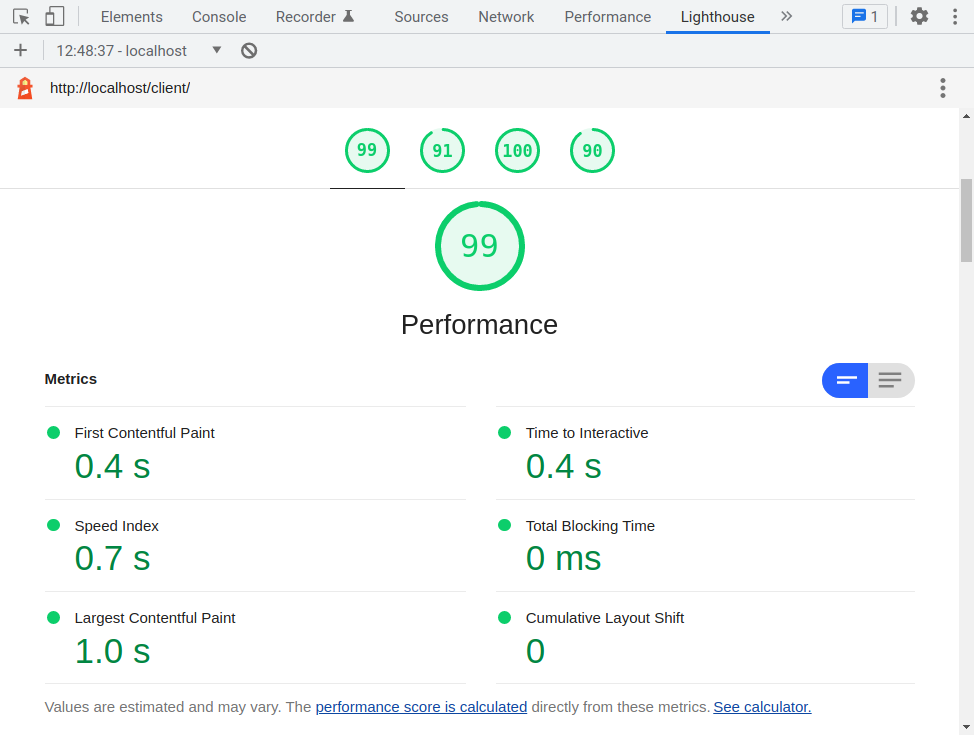 Elements Console Recorder Sources Network Performance Lighthouse 1
12:48:37 - localhost
http://localhost/client/
99 91 100 90
99
Performance
Metrics
First Contentful Paint Time to Interactive
0.4 s 0.4 s
Speed Index Total Blocking Time
0.7 s 0 ms
Largest Contentful Paint Cumulative Layout Shift
1.0 s 0
Values are estimated and may vary. The performance score is calculated directly from these metrics. See calculator.